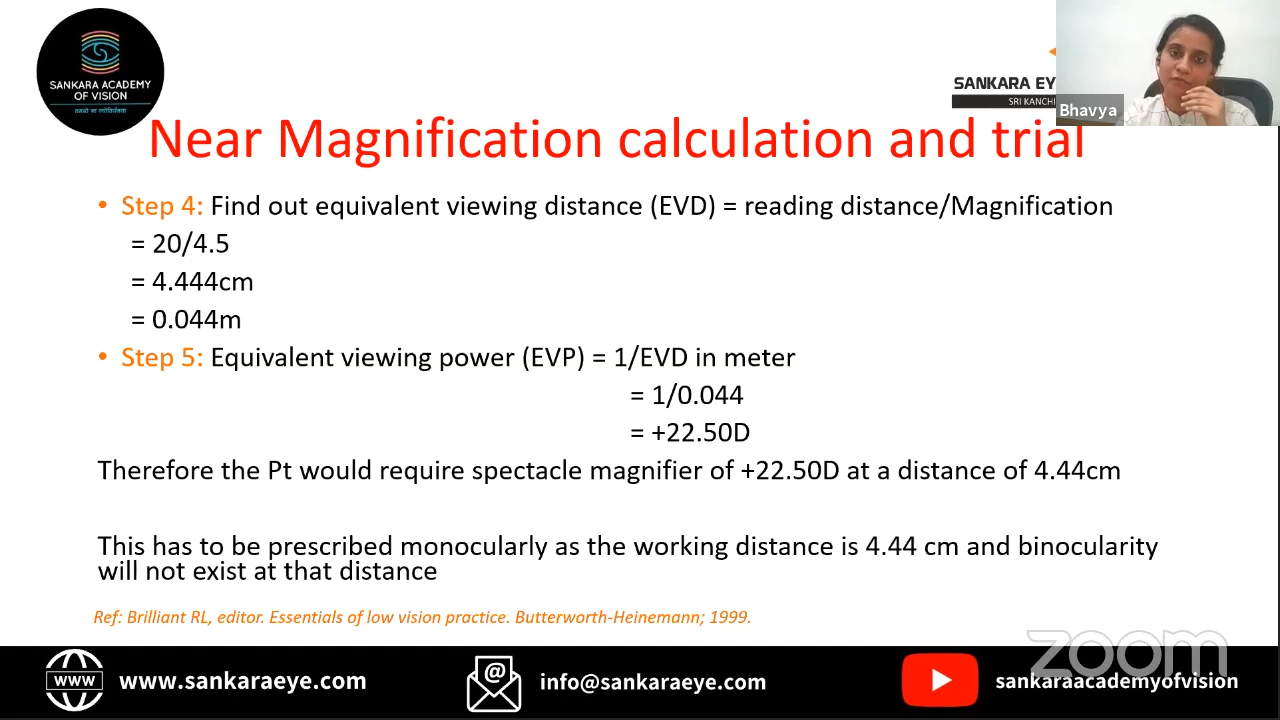 SANKARA ACADEMY
OF VISION
SANKARA EYE
SRI KANCHI
Bhavya
Near Magnification calculation and trial
• Step 4: Find out equivalent viewing distance (EVD) = reading distance/Magnification
= 20/4.5
= 4.444cm
= 0.044m
• Step 5: Equivalent viewing power (EVP) = 1/EVD in meter
= 1/0.044
= +22.50D
Therefore the Pt would require spectacle magnifier of +22.50D at a distance of 4.44cm
This has to be prescribed monocularly as the working distance is 4.44 cm and binocularity
will not exist at that distance
Ref: Brilliant RL, editor. Essentials of low vision practice. Butterworth-Heinemann; 1999.
zoom
WWW
www.sankaraeye.com
@
info@sankaraeye.com
sankaraacademyofvision